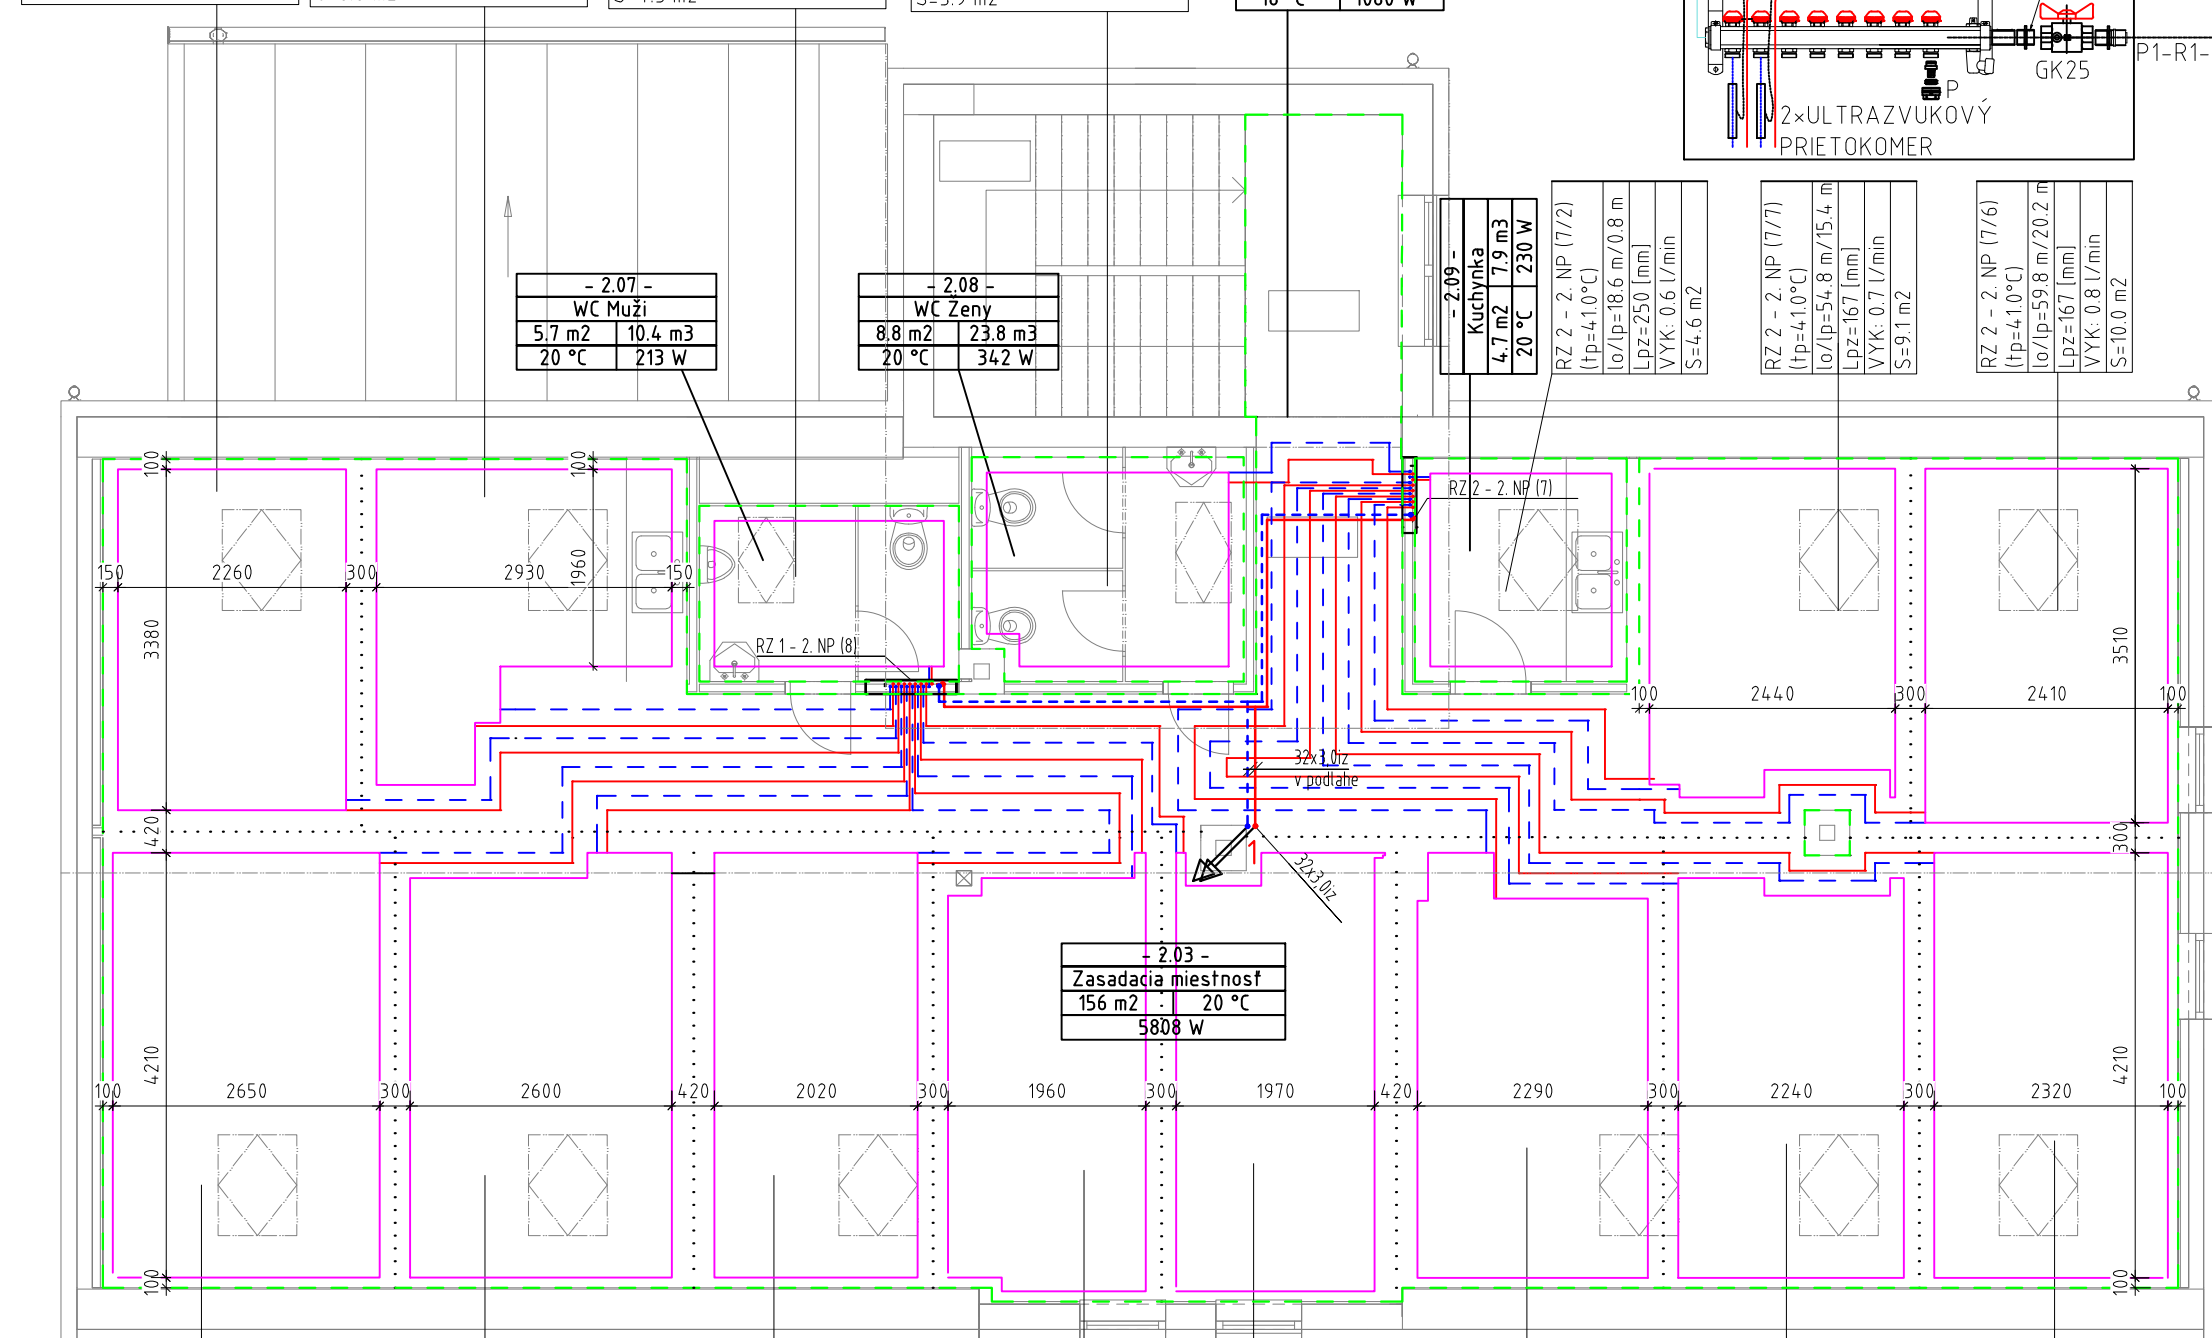 18 °C 1080 W
P1-R1-
GK25
P
2×ULTRAZVUKOVÝ
PRIETOKOMER
- 2.07 -
WC Muži
5.7 m2 10.4 m3
20 °C 213 W
- 2.08 -
WC Ženy
8.8 m2 23.8 m3
20 °C 342 W
- 2.09 -
Kuchynka
4.7 m2 7.9 m3
20 °C 230 W
RZ 2 - 2. NP (7/2)
(tp=41.0°C)
lo/lp=18.6 m/0.8 m
Lpz=250 [mm]
VYK: 0.6 l/min
S=4.6 m2
RZ 2 - 2. NP (7/7)
(tp=41.0°C)
lo/lp=54.8 m/15.4 m
Lpz=167 [mm]
VYK: 0.7 l/min
S=9.1 m2
RZ 2 - 2. NP (7/6)
(tp=41.0°C)
lo/lp=59.8 m/20.2 m
Lpz=167 [mm]
VYK: 0.8 l/min
S=10.0 m2
100
100
RZ 2 - 2. NP (7)
150 2260 300 2930 150
1960
3380
3510
RZ 1 - 2. NP (8)
100 2440 300 2410 100
32x3,0iz
v podlahe
420
300
1
32x3,0iz
- 2.03 -
Zasadacia miestnosť
156 m2 20 °C
5808 W
4210
4210
100 2650 300 2600 420 2020 300 1960 300 1970 420 2290 300 2240 300 2320 100
100
100